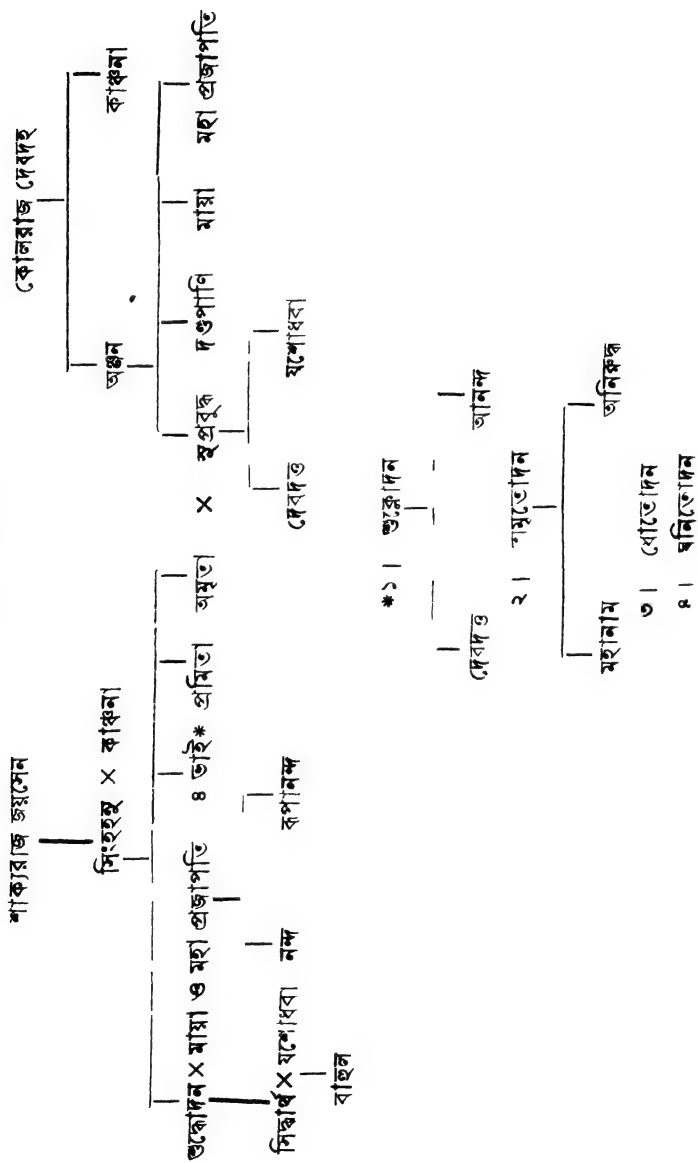 শাক্যরাজ জয়সেন
কোলরাজ দেবদহ
সিংহহনু × কাঞ্চনা
অঞ্জন কাঞ্চনা
শুদ্ধোদন × মায়া ও মহা প্রজাপতি ৪ ভাই* প্রমিতা অমৃতা × সুপ্রবুদ্ধ দণ্ডপাণি মায়া মহা প্রজাপতি
সিদ্ধার্থ × যশোধবা নন্দ রূপানন্দ
দেবদত্ত যশোধবা
বাহুল
*১। শুক্লোদন
দেবদত্ত আনন্দ
২। অমৃতোদন
মহানাম অনিরুদ্ধ
৩। ধোতোদন
৪। ঘনিতোদন